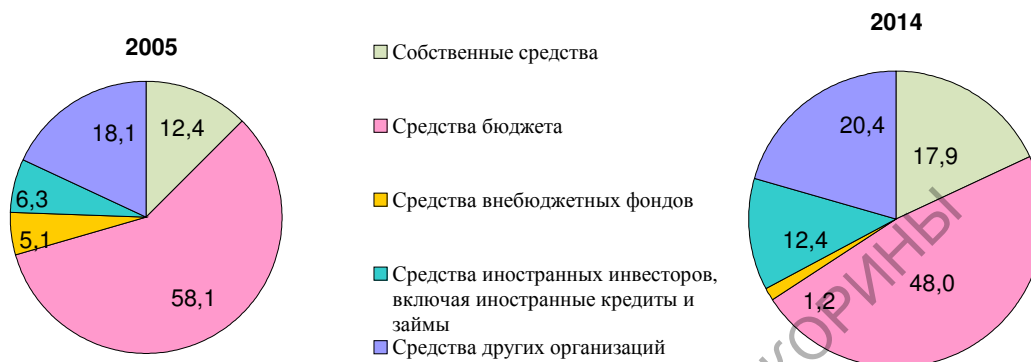 2005
18,1
12,4
6,3
5,1
58,1
Собственные средства
Средства бюджета
Средства внебюджетных фондов
Средства иностранных инвесторов,
включая иностранные кредиты и
займы
Средства других организаций
2014
20,4
17,9
12,4
1,2
48,0
КОРИНЫ